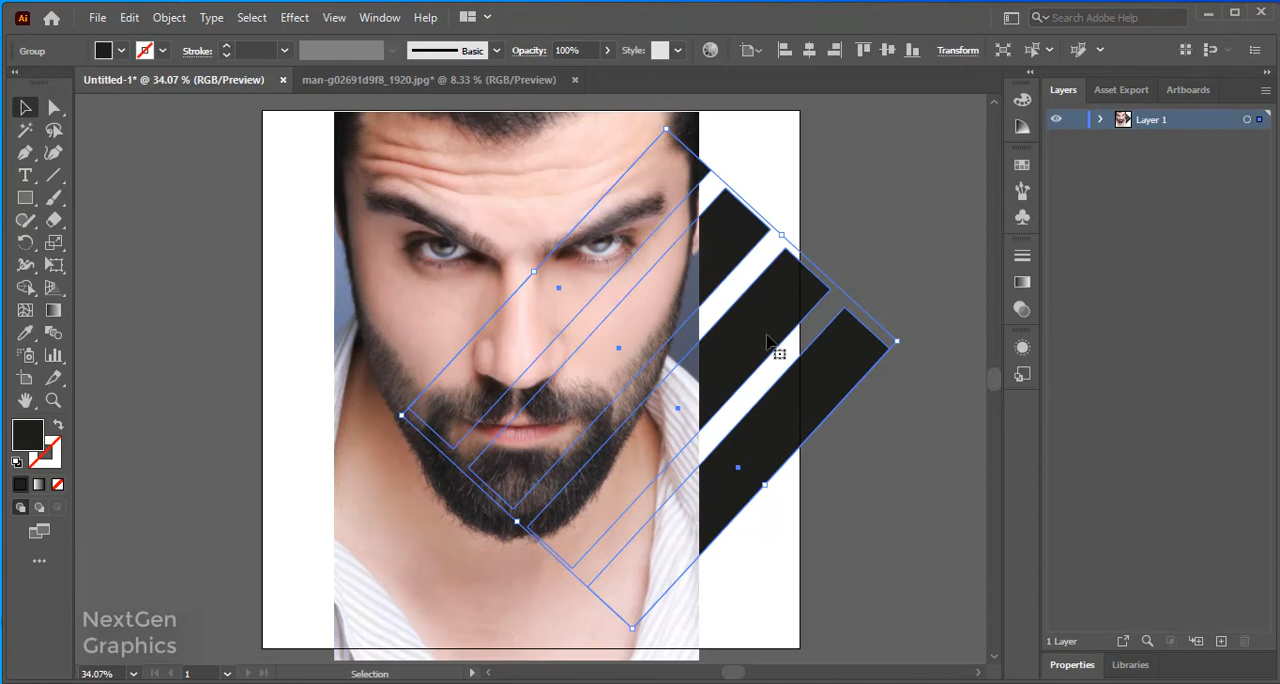 Ai File Edit Object Type Select Effect View Window Help Search Adobe Help
Group Stroke: Basic Opacity: 100% Style: Transform
Untitled-1* @ 34.07 % (RGB/Preview) × man-g02691d9f8_1920.jpg* @ 8.33 % (RGB/Preview) ×
Layers Asset Export Artboards
Layer 1
NextGen
Graphics
1 Layer
34.07% 1 Selection
Properties Libraries